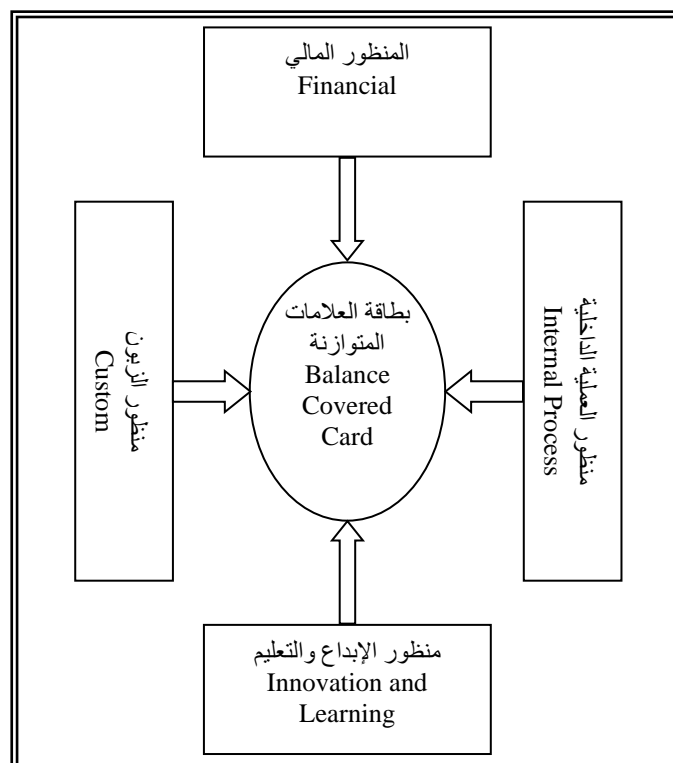 المنظور المالي
Financial
منظور الزبون
Custom
بطاقة العلامات
المتوازنة
Balance
Covered
Card
منظور العملية الداخلية
Internal Process
منظور الإبداع والتعليم
Innovation and
Learning